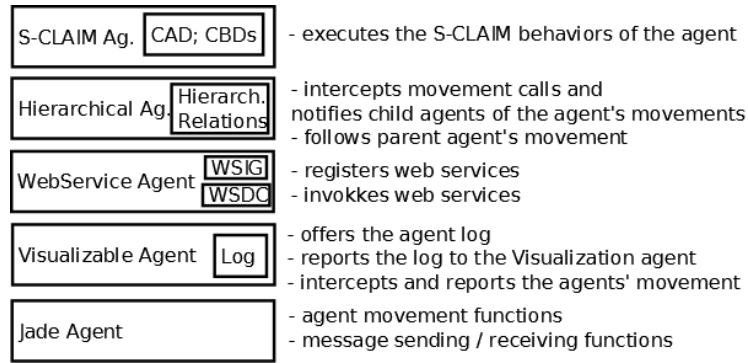 S-CLAIM Ag. CAD; CBDs - executes the S-CLAIM behaviors of the agent
Hierarchical Ag. Hierarch. Relations - intercepts movement calls and
notifies child agents of the agent's movements
- follows parent agent's movement
WebService Agent WSIG - registers web services
WSDC - invokkes web services
Visualizable Agent Log - offers the agent log
- reports the log to the Visualization agent
- intercepts and reports the agents' movement
Jade Agent - agent movement functions
- message sending / receiving functions